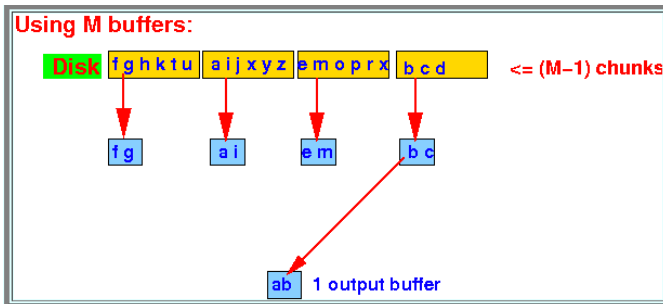 Using M buffers:
Disk f g h k t u a i j x y z e m o p r x b c d <= (M-1) chunks
f g a i e m b c
ab 1 output buffer